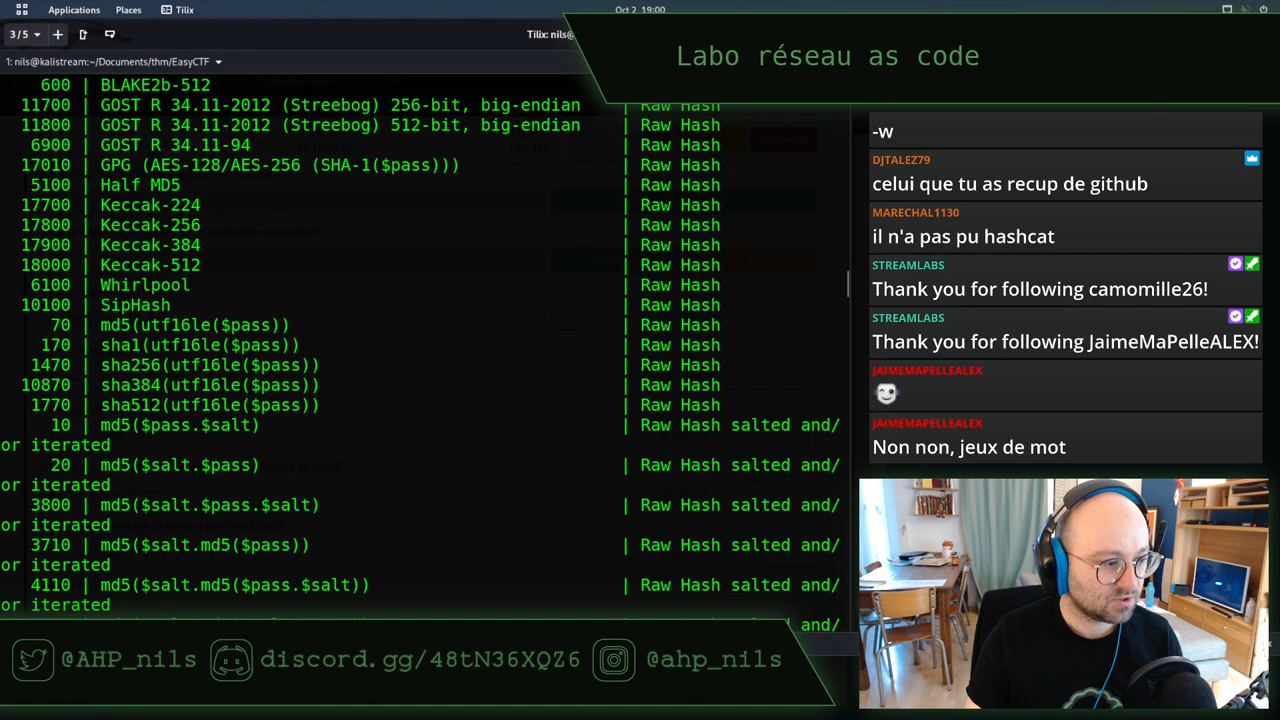 Applications
Places
Tilix
Oct 2, 19:00
3/5
Tilix: nils@
1: nils@kalistream:~/Documents/thm/EasyCTF
Labo réseau as code
600 | BLAKE2b-512
11700 | GOST R 34.11-2012 (Streebog) 256-bit, big-endian | Raw Hash
11800 | GOST R 34.11-2012 (Streebog) 512-bit, big-endian | Raw Hash
6900 | GOST R 34.11-94 | Raw Hash
17010 | GPG (AES-128/AES-256 (SHA-1($pass))) | Raw Hash
5100 | Half MD5 | Raw Hash
17700 | Keccak-224 | Raw Hash
17800 | Keccak-256 | Raw Hash
17900 | Keccak-384 | Raw Hash
18000 | Keccak-512 | Raw Hash
6100 | Whirlpool | Raw Hash
10100 | SipHash | Raw Hash
70 | md5(utf16le($pass)) | Raw Hash
170 | sha1(utf16le($pass)) | Raw Hash
1470 | sha256(utf16le($pass)) | Raw Hash
10870 | sha384(utf16le($pass)) | Raw Hash
1770 | sha512(utf16le($pass)) | Raw Hash
10 | md5($pass.$salt) | Raw Hash salted and/
or iterated
20 | md5($salt.$pass) | Raw Hash salted and/
or iterated
3800 | md5($salt.$pass.$salt) | Raw Hash salted and/
or iterated
3710 | md5($salt.md5($pass)) | Raw Hash salted and/
or iterated
4110 | md5($salt.md5($pass.$salt)) | Raw Hash salted and/
or iterated
and/
-w
DJTALEZ79
celui que tu as recup de github
MARECHAL1130
il n'a pas pu hashcat
STREAMLABS
Thank you for following camomille26!
STREAMLABS
Thank you for following JaimeMaPelleALEX!
JAIMEMAPELLEALEX
JAIMEMAPELLEALEX
Non non, jeux de mot
@AHP_nils
discord.gg/48tN36XQZ6
@ahp_nils